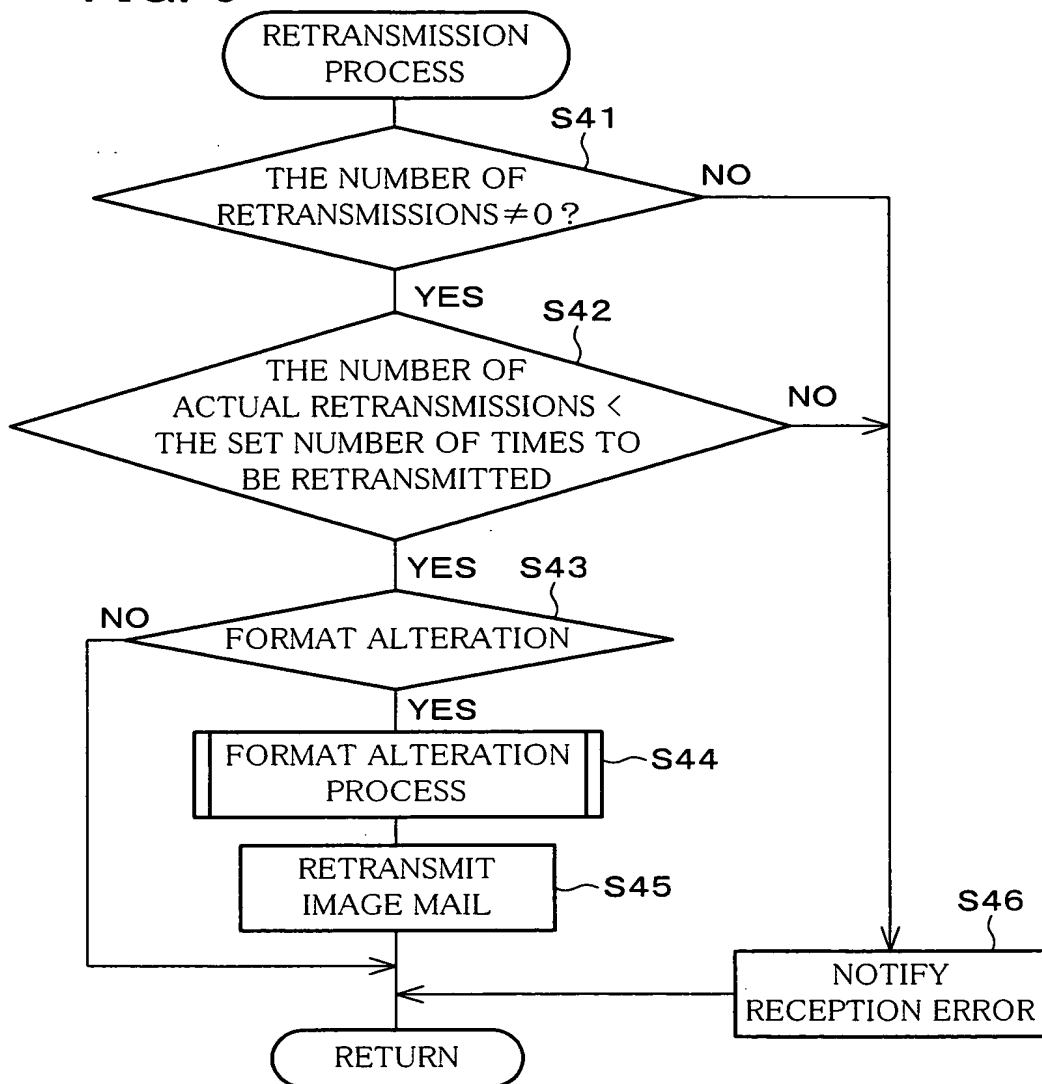 RETRANSMISSION
PROCESS
S41
THE NUMBER OF
RETRANSMISSIONS≠0?
NO
YES
S42
THE NUMBER OF
ACTUAL RETRANSMISSIONS <
THE SET NUMBER OF TIMES TO
BE RETRANSMITTED
NO
YES
S43
NO
FORMAT ALTERATION
YES
FORMAT ALTERATION
PROCESS
S44
RETRANSMIT
IMAGE MAIL
S45
S46
NOTIFY
RECEPTION ERROR
RETURN